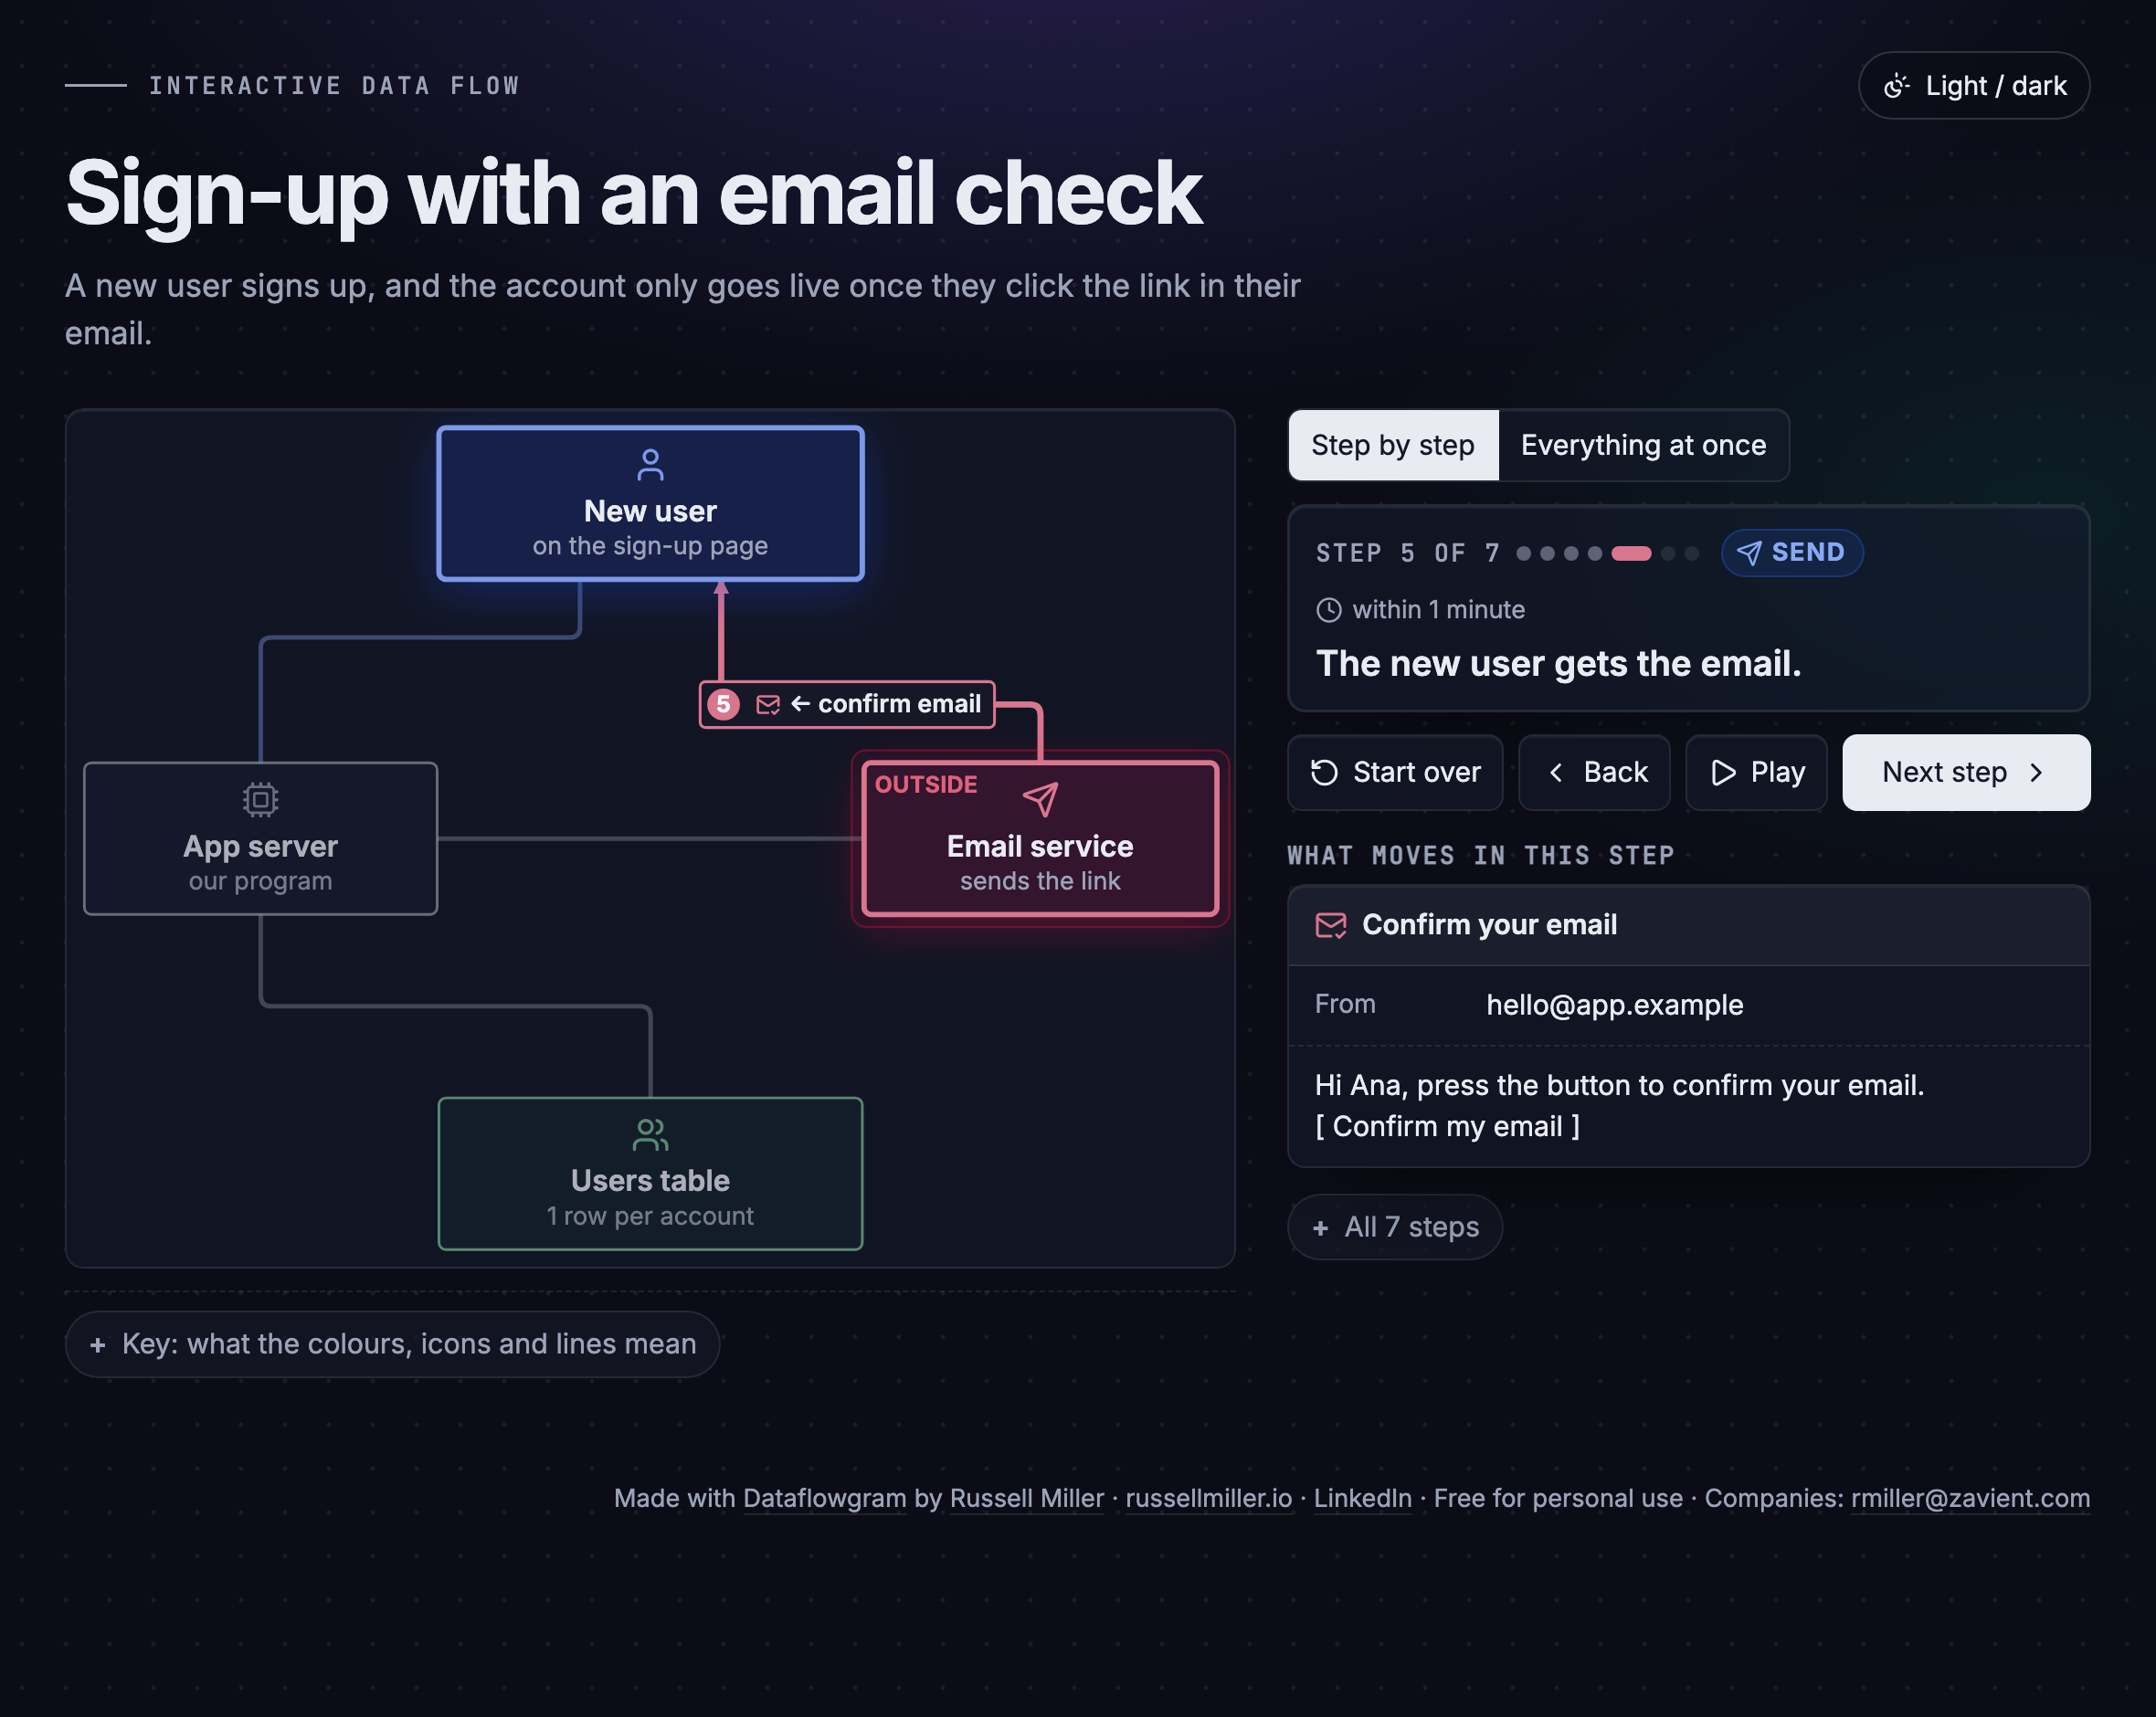 INTERACTIVE DATA FLOW
Light / dark
Sign-up with an email check
A new user signs up, and the account only goes live once they click the link in their
email.
New user
on the sign-up page
5 ← confirm email
App server
our program
OUTSIDE
Email service
sends the link
Users table
1 row per account
+ Key: what the colours, icons and lines mean
Step by step
Everything at once
STEP 5 OF 7
SEND
within 1 minute
The new user gets the email.
Start over
Back
Play
Next step
WHAT MOVES IN THIS STEP
Confirm your email
From hello@app.example
Hi Ana, press the button to confirm your email.
[ Confirm my email ]
+ All 7 steps
Made with Dataflowgram by Russell Miller · russellmiller.io · LinkedIn · Free for personal use · Companies: rmiller@zavient.com